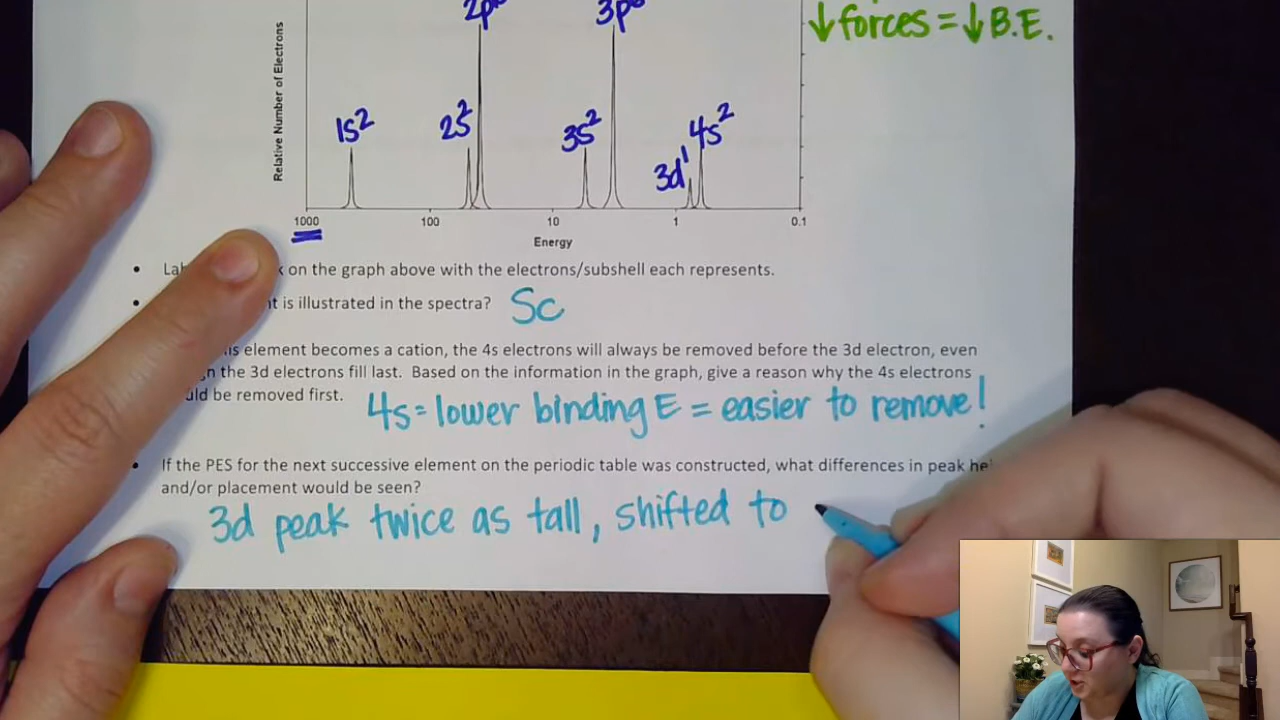 2p
3p
↓forces = ↓B.E.
Relative Number of Electrons
1s²
2s²
3s²
3d¹
4s²
1000
100
10
1
0.1
Energy
on the graph above with the electrons/subshell each represents.
is illustrated in the spectra? Sc
element becomes a cation, the 4s electrons will always be removed before the 3d electron, even
the 3d electrons fill last. Based on the information in the graph, give a reason why the 4s electrons
be removed first. 4s = lower binding E = easier to remove!
If the PES for the next successive element on the periodic table was constructed, what differences in peak
and/or placement would be seen?
3d peak twice as tall, shifted to